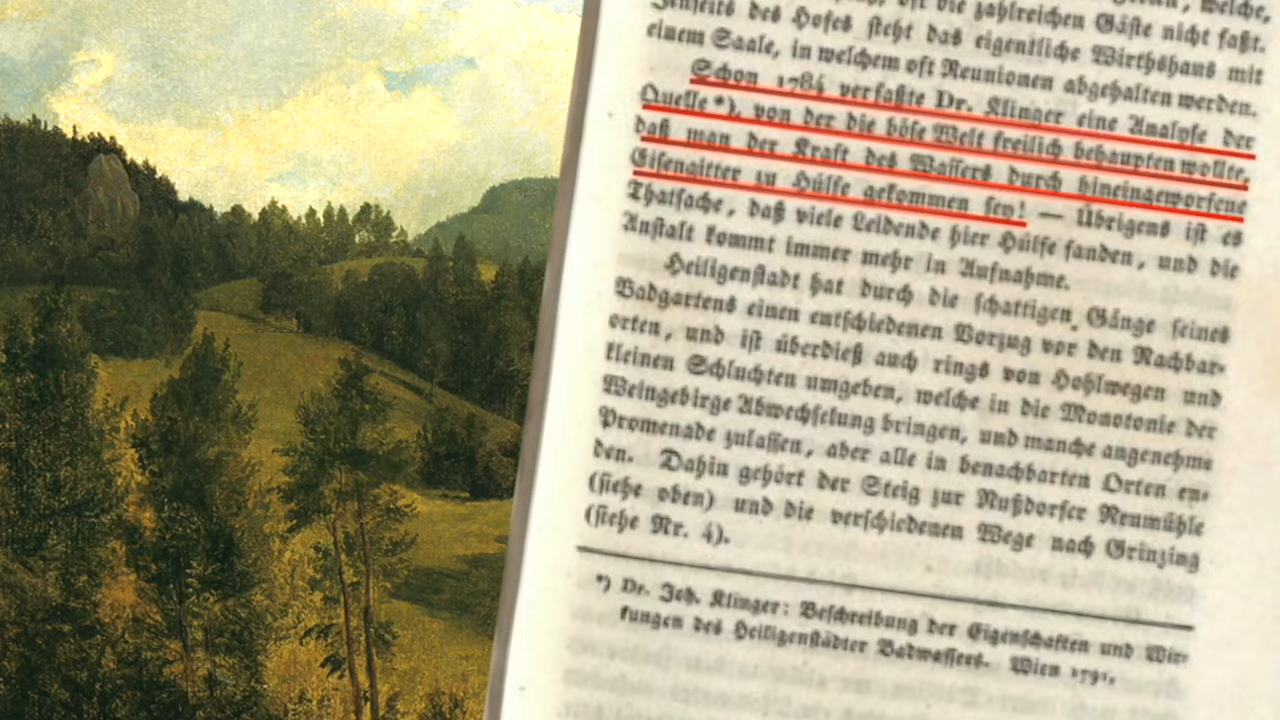 welche,
Jenseits des Hofes steht das eigentliche Wirthshaus mit
einem Saale, in welchem oft Reunionen abgehalten werden.
Schon 1784 verfaßte Dr. Klinger eine Analyse der
Quelle*), von der die böse Welt freilich behaupten wollte,
daß man der Kraft des Wassers durch hineingeworfene
Eisengitter zu Hülfe gekommen sey! — Übrigens ist es
Thatsache, daß viele Leidende hier Hülfe fanden, und die
Anstalt kommt immer mehr in Aufnahme.
Heiligenstadt hat durch die schattigen Gänge seines
Badgartens einen entschiedenen Vorzug vor den Nachbar-
orten, und ist überdieß auch rings von Hohlwegen und
kleinen Schluchten umgeben, welche in die Monotonie der
Weingebirge Abwechselung bringen, und manche angenehme
Promenade zulassen, aber alle in benachbarten Orten en-
den. Dahin gehört der Steig zur Nußdorfer Neumühle
(siehe oben) und die verschiedenen Wege nach Grinzing
(siehe Nr. 4).
*) Dr. Joh. Klinger: Beschreibung der Eigenschaften und Wir-
kungen des Heiligenstädter Badwassers. Wien 1791.